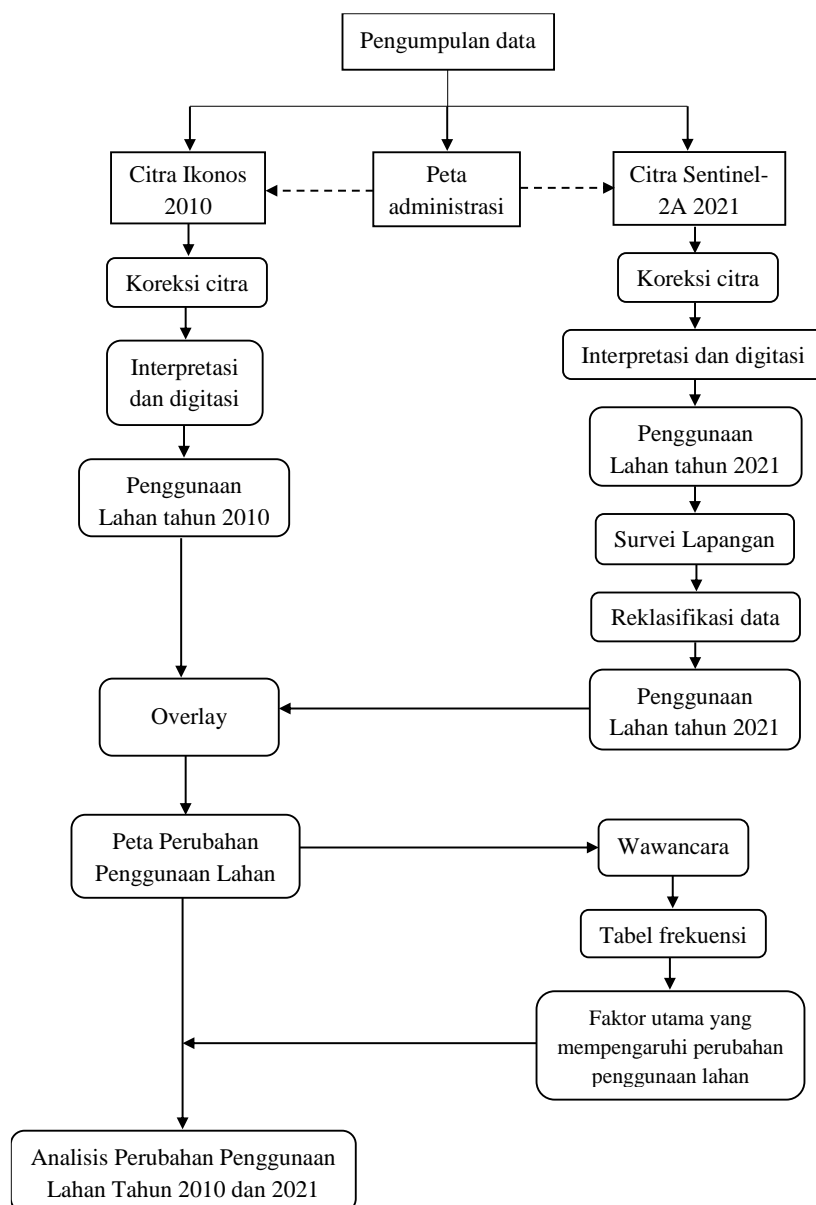 Pengumpulan data
Citra Ikonos
2010
Peta
administrasi
Citra Sentinel-
2A 2021
Koreksi citra
Koreksi citra
Interpretasi
dan digitasi
Interpretasi dan digitasi
Penggunaan
Lahan tahun 2010
Penggunaan
Lahan tahun 2021
Survei Lapangan
Reklasifikasi data
Overlay
Penggunaan
Lahan tahun 2021
Peta Perubahan
Penggunaan Lahan
Wawancara
Tabel frekuensi
Faktor utama yang
mempengaruhi perubahan
penggunaan lahan
Analisis Perubahan Penggunaan
Lahan Tahun 2010 dan 2021